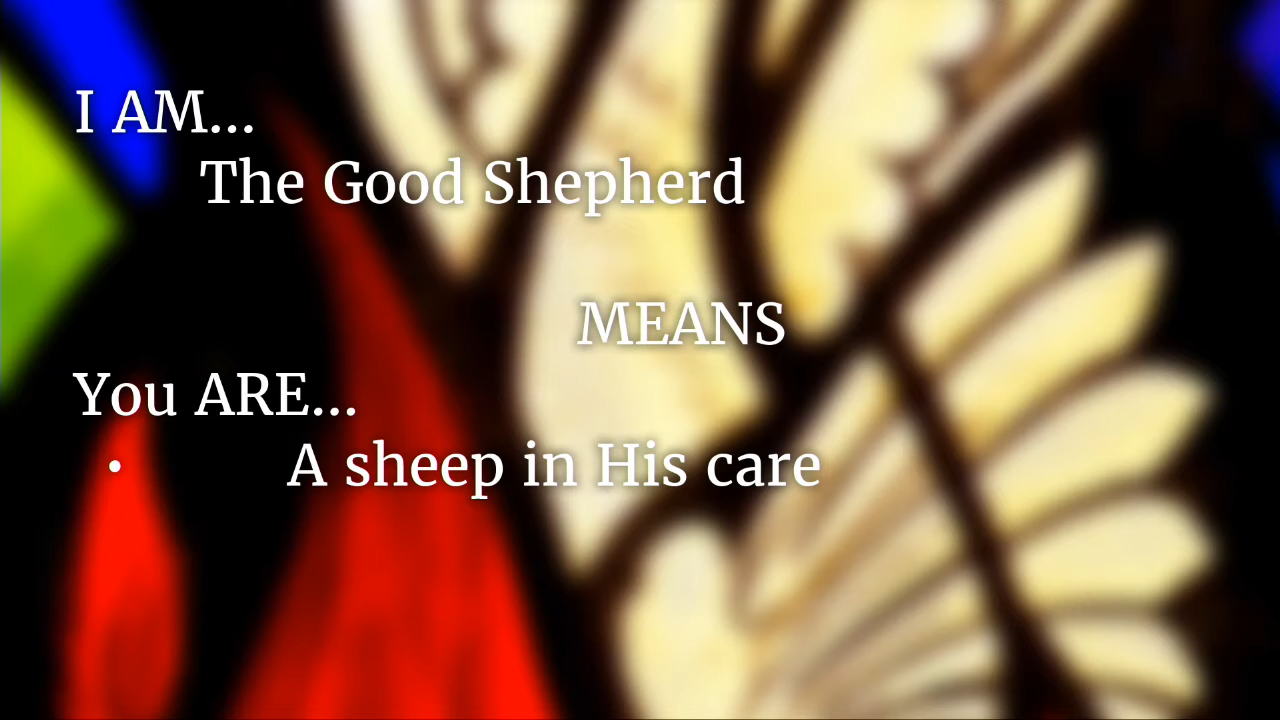 I AM...
The Good Shepherd
MEANS
You ARE...
• A sheep in His care